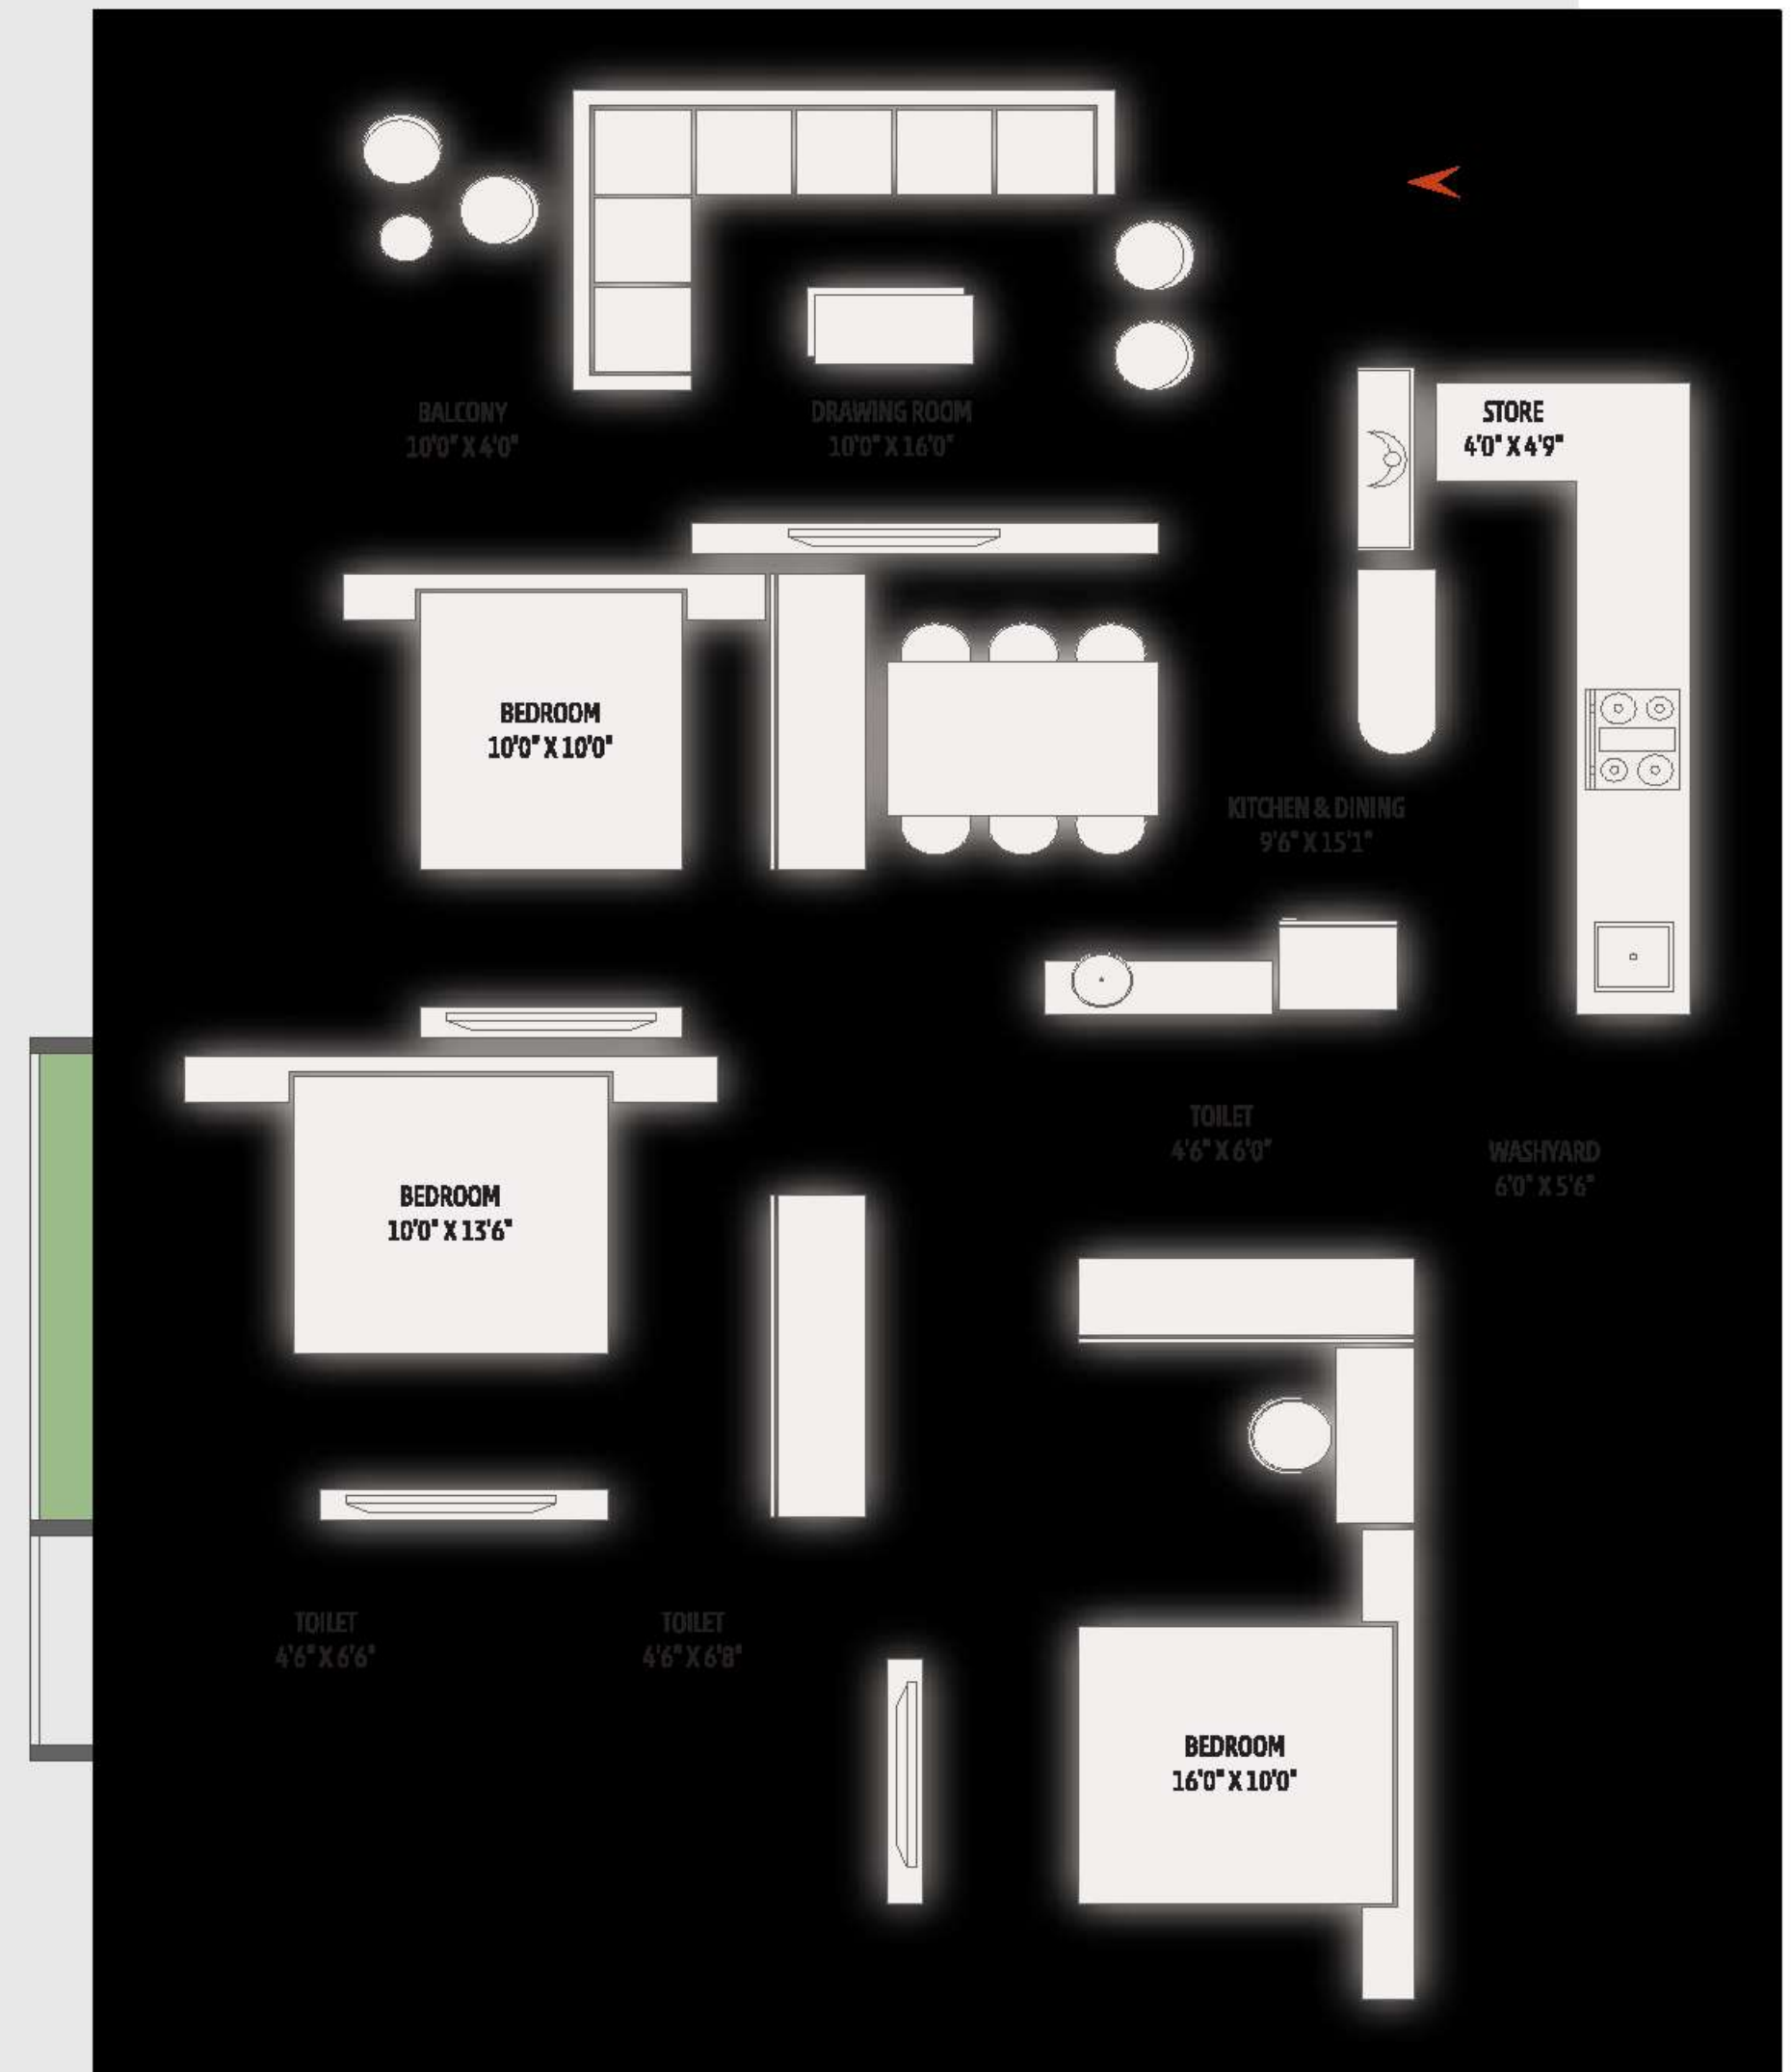 BALCONY
10'0" X 4'0"
DRAWING ROOM
10'0" X 16'0"
STORE
4'0" X 4'9"
BEDROOM
10'0" X 10'0"
KITCHEN & DINING
9'6" X 15'1"
TOILET
4'6" X 6'0"
WASHYARD
6'0" X 5'6"
BEDROOM
10'0" X 13'6"
TOILET
4'6" X 6'6"
TOILET
4'6" X 6'8"
BEDROOM
16'0" X 10'0"